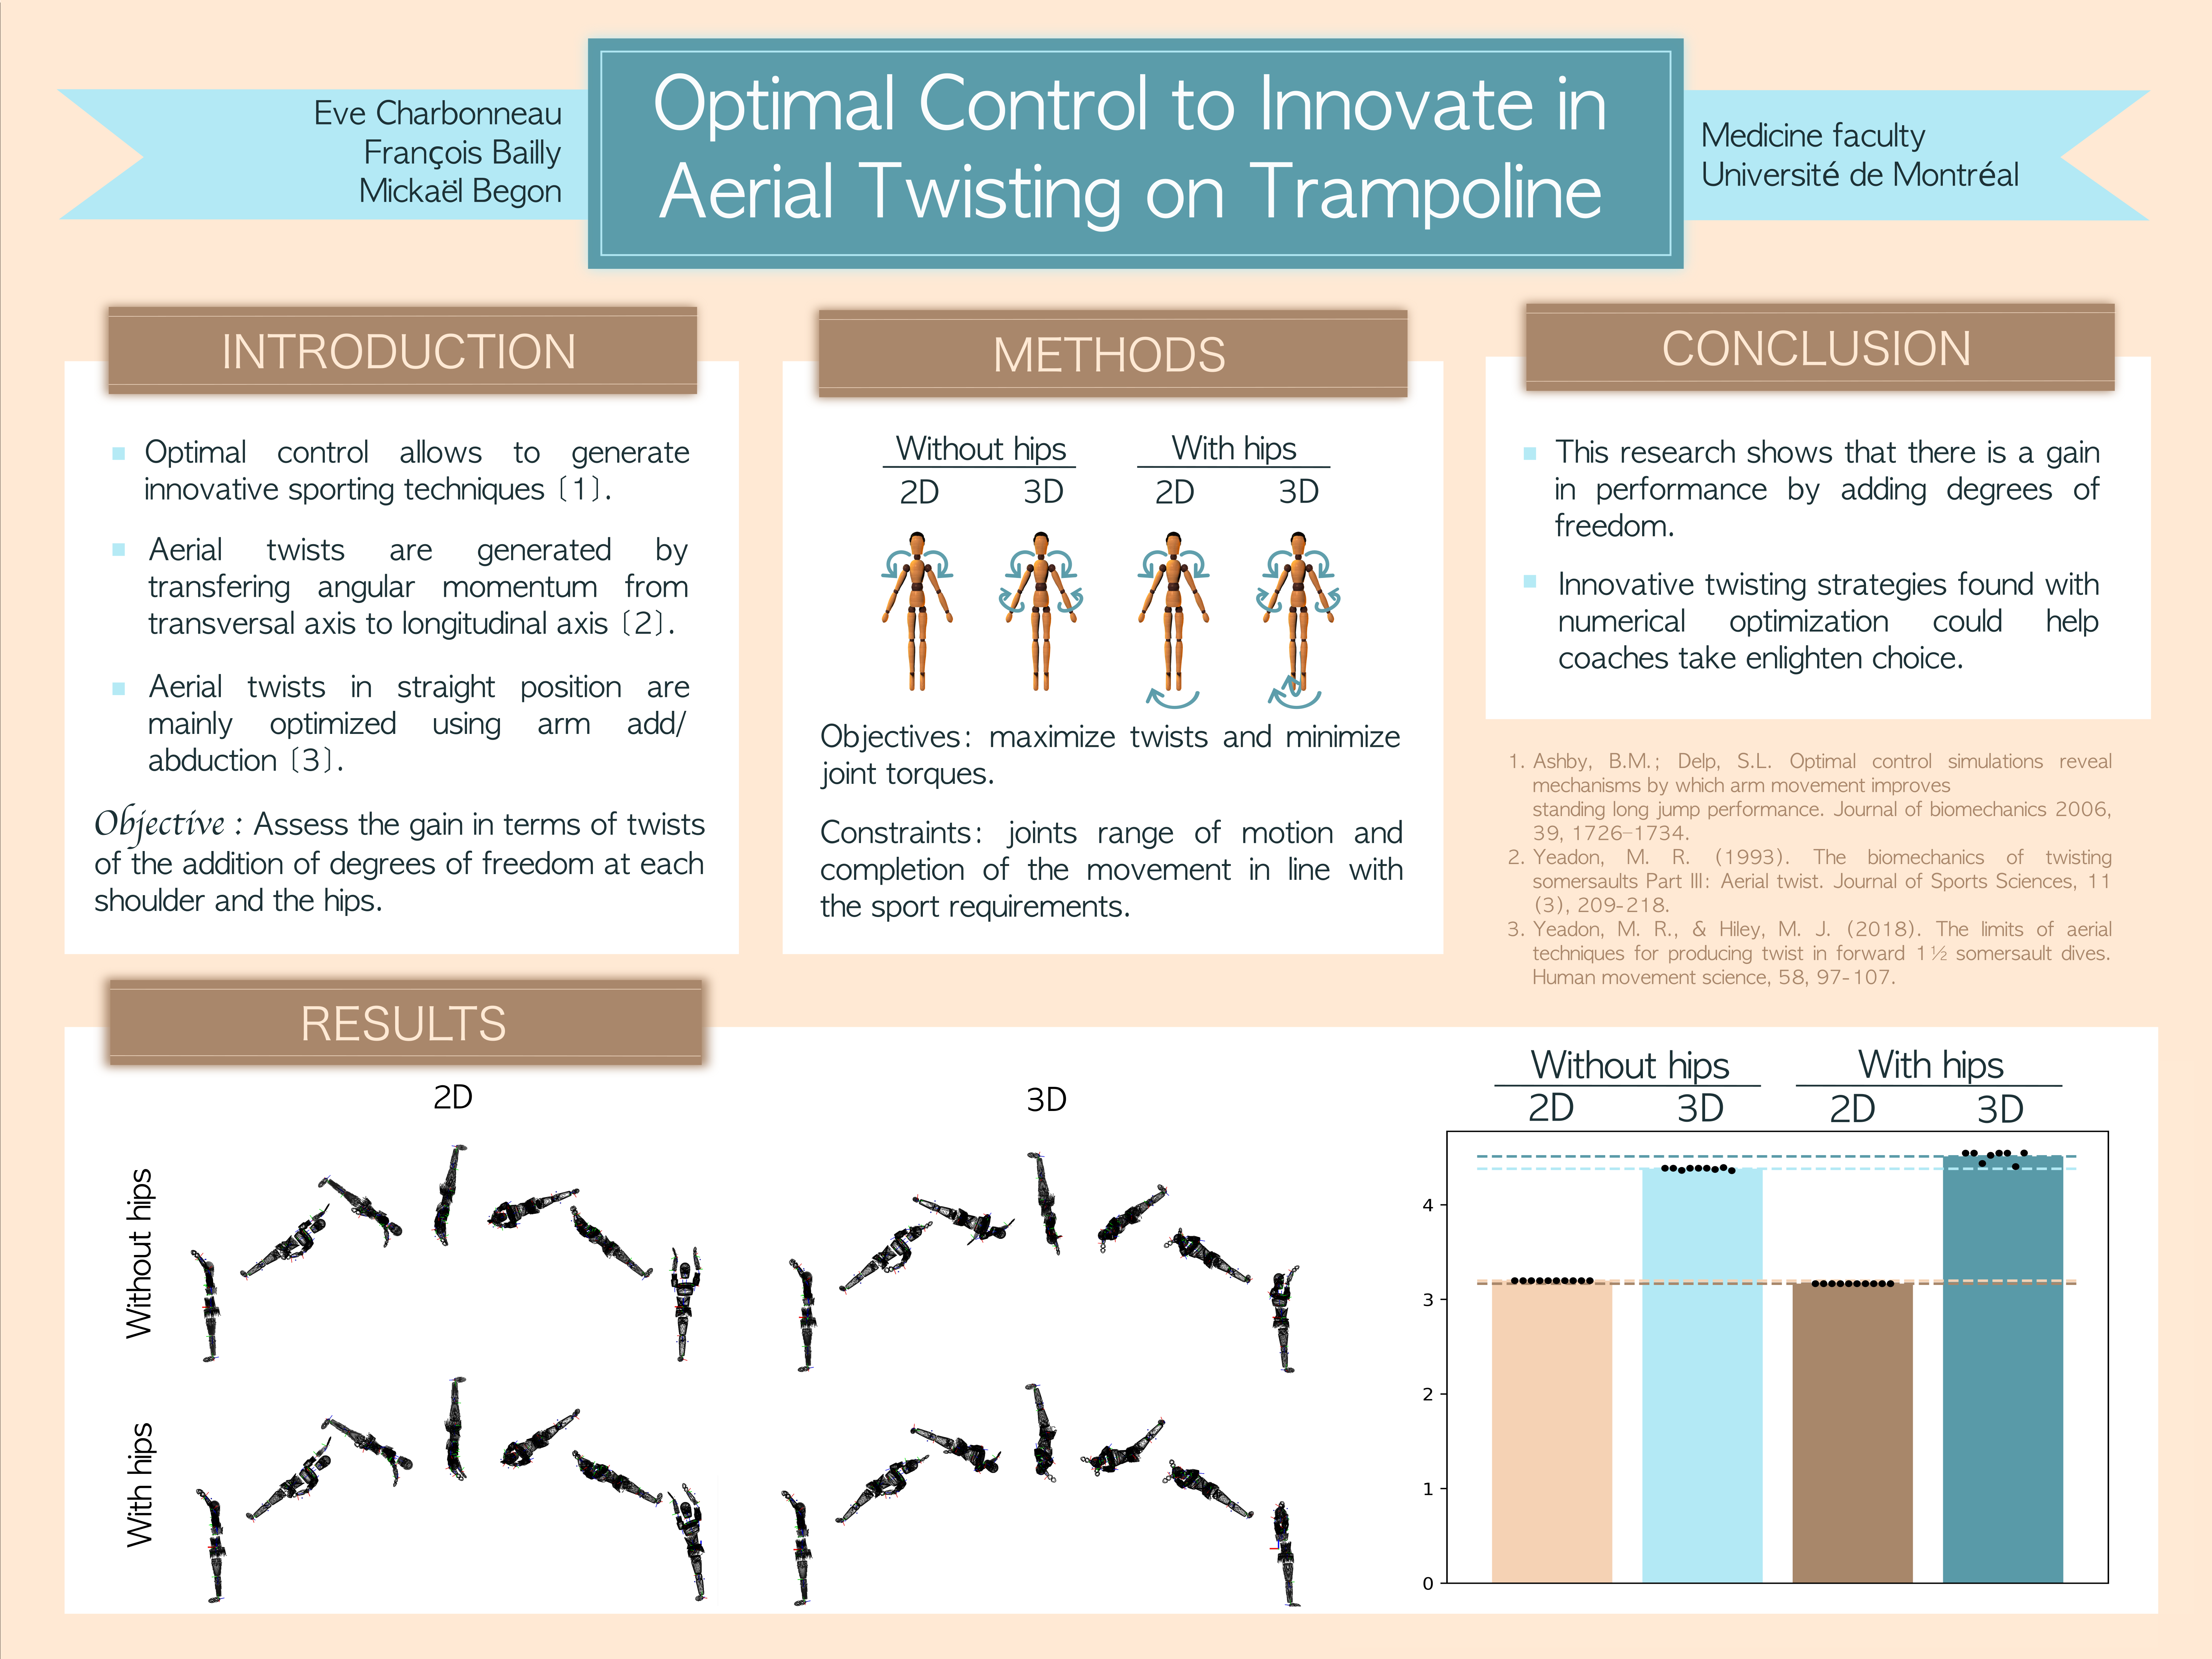 Eve Charbonneau
François Bailly
Mickaël Begon
Optimal Control to Innovate in
Aerial Twisting on Trampoline
Medicine faculty
Université de Montréal
INTRODUCTION
Optimal control allows to generate
innovative sporting techniques [1].
Aerial twists are generated by
transfering angular momentum from
transversal axis to longitudinal axis [2].
Aerial twists in straight position are
mainly optimized using arm add/
abduction [3].
Objective : Assess the gain in terms of twists
of the addition of degrees of freedom at each
shoulder and the hips.
METHODS
Without hips With hips
2D 3D 2D 3D
Objectives: maximize twists and minimize
joint torques.
Constraints: joints range of motion and
completion of the movement in line with
the sport requirements.
CONCLUSION
This research shows that there is a gain
in performance by adding degrees of
freedom.
Innovative twisting strategies found with
numerical optimization could help
coaches take enlighten choice.
1. Ashby, B.M.; Delp, S.L. Optimal control simulations reveal
mechanisms by which arm movement improves
standing long jump performance. Journal of biomechanics 2006,
39, 1726–1734.
2. Yeadon, M. R. (1993). The biomechanics of twisting
somersaults Part III: Aerial twist. Journal of Sports Sciences, 11
(3), 209-218.
3. Yeadon, M. R., & Hiley, M. J. (2018). The limits of aerial
techniques for producing twist in forward 1½ somersault dives.
Human movement science, 58, 97-107.
RESULTS
2D 3D
Without hips
With hips
Without hips With hips
2D 3D 2D 3D
4
3
2
1
0